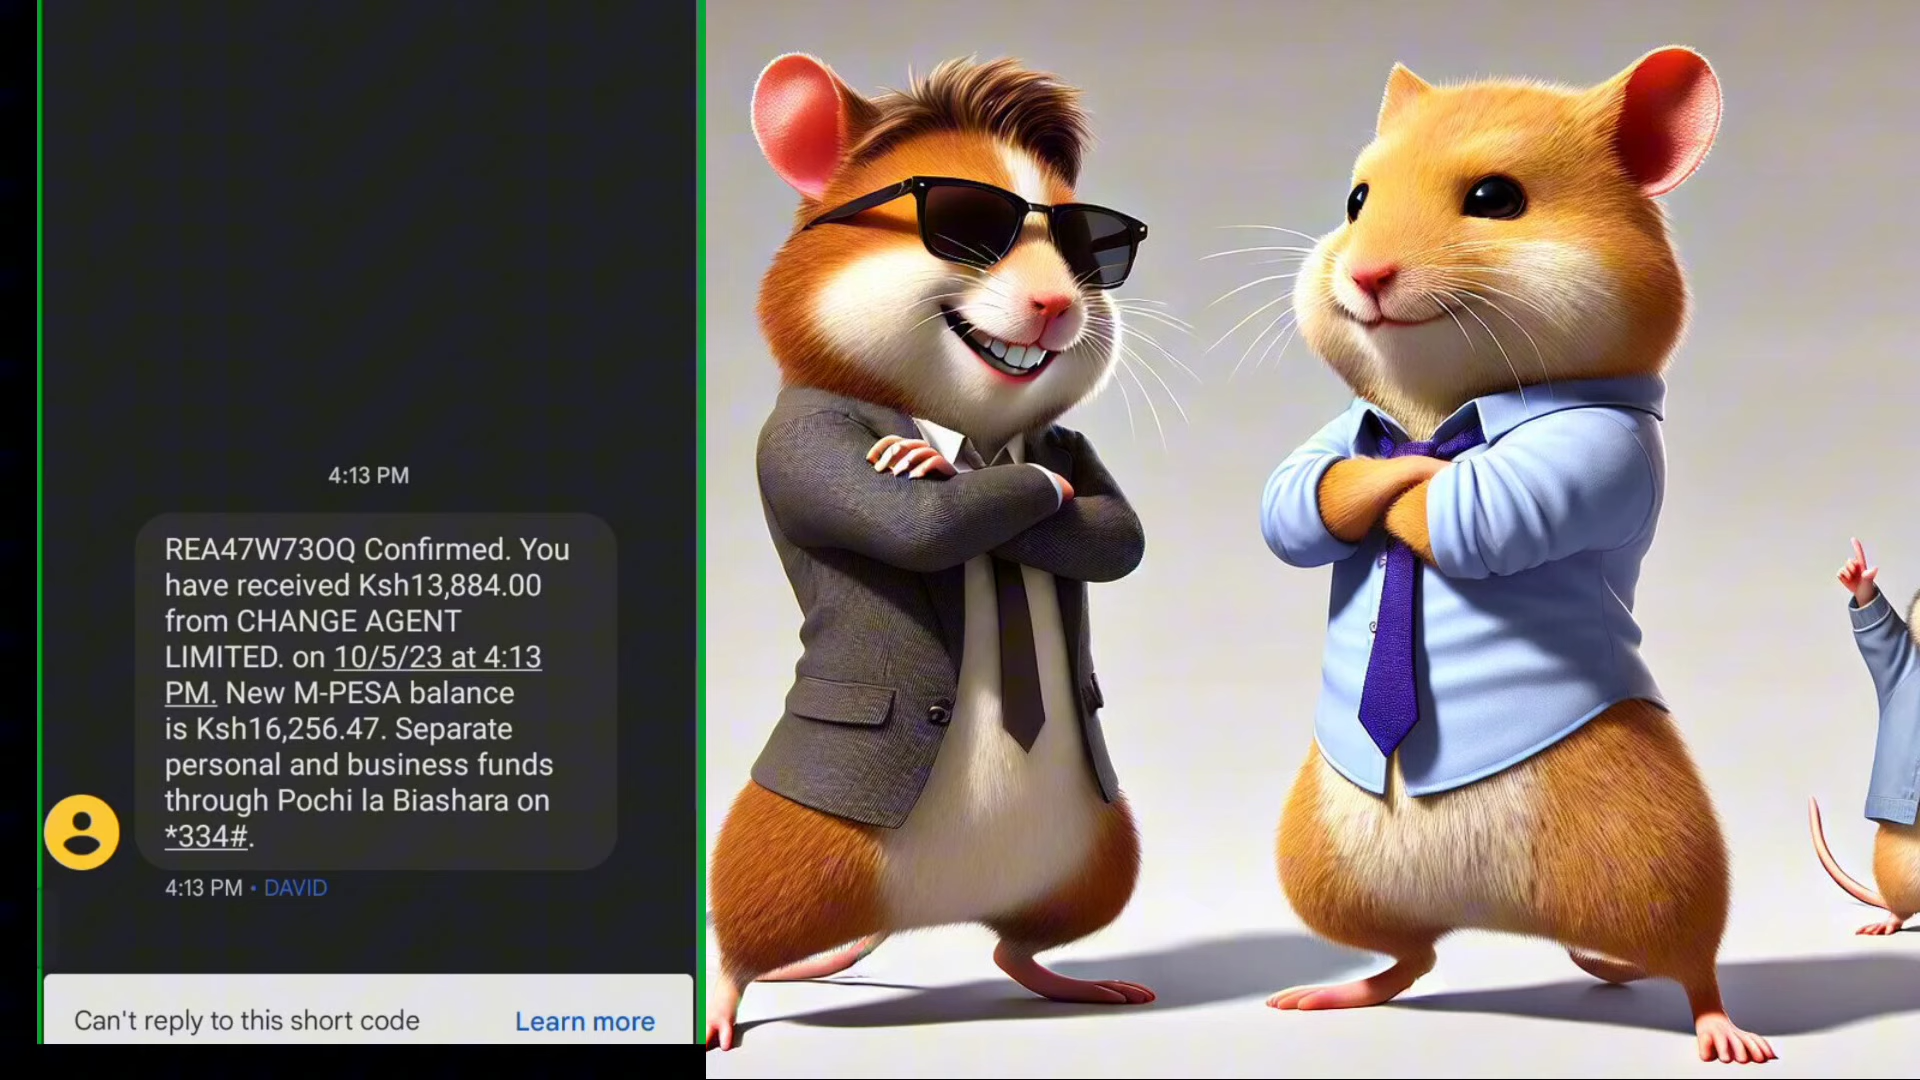 4:13 PM
REA47W73OQ Confirmed. You
have received Ksh13,884.00
from CHANGE AGENT
LIMITED. on 10/5/23 at 4:13
PM. New M-PESA balance
is Ksh16,256.47. Separate
personal and business funds
through Pochi la Biashara on
*334#.
4:13 PM • DAVID
Can't reply to this short code
Learn more